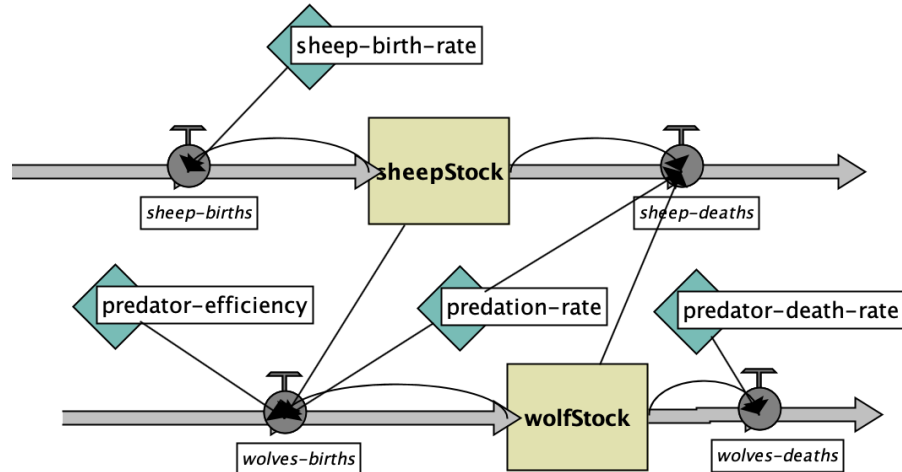 sheep-birth-rate
sheepStock
sheep-births
sheep-deaths
predator-efficiency
predation-rate
predator-death-rate
wolfStock
wolves-births
wolves-deaths